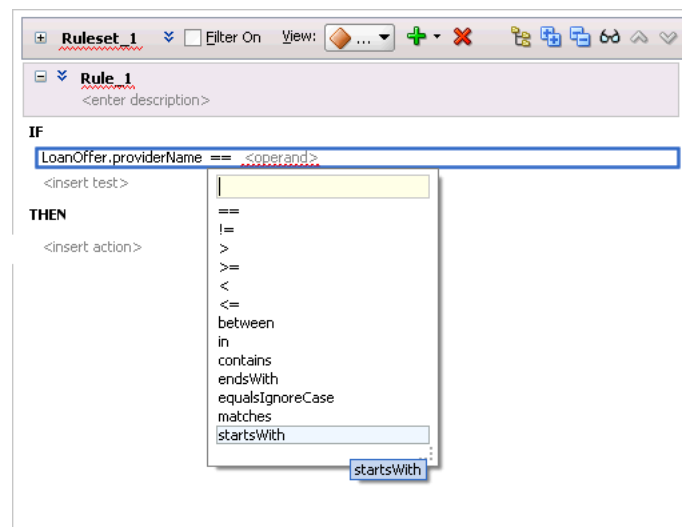 Ruleset_1 Filter On View: ...
Rule_1
<enter description>
IF
LoanOffer.providerName == <operand>
<insert test>
THEN
<insert action>
==
!=
>
>=
<
<=
between
in
contains
endsWith
equalsIgnoreCase
matches
startsWith
startsWith